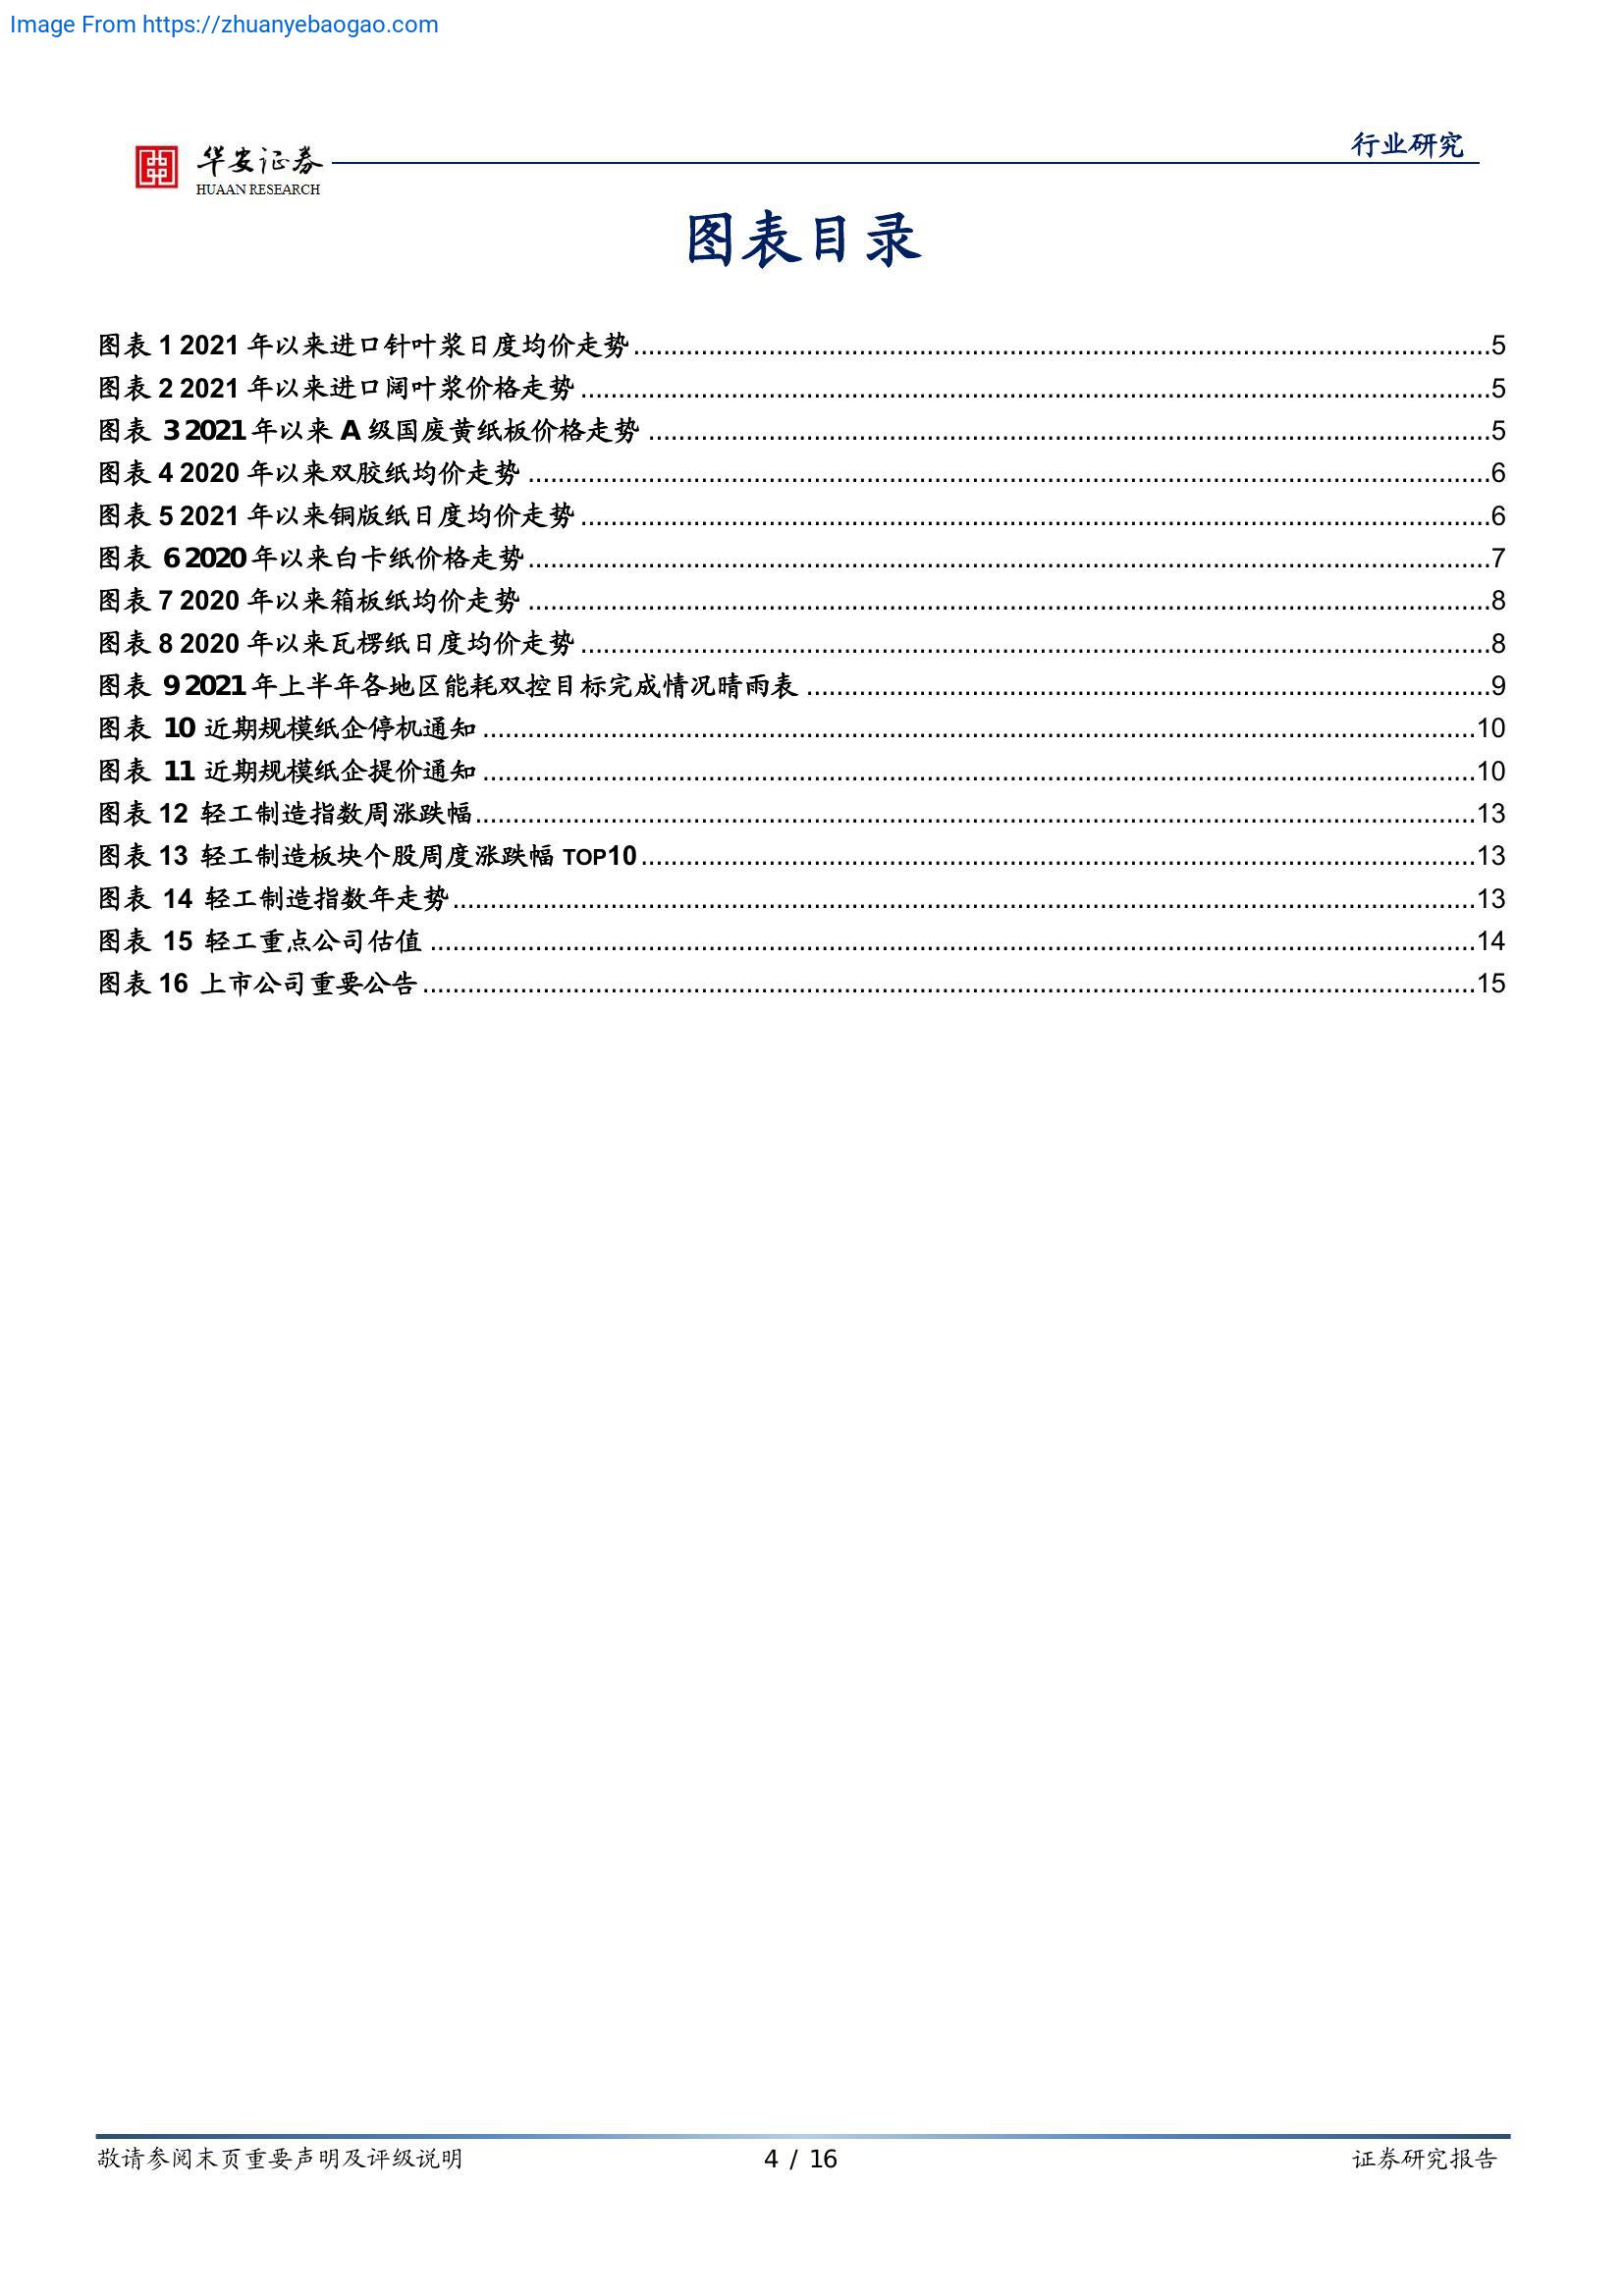 Image From https://zhuanyebaogao.com
行业研究
华安证券
HUAAN RESEARCH
图表目录
图表 1 2021 年以来进口针叶浆日度均价走势........................5
图表 2 2021 年以来进口阔叶浆价格走势........................5
图表 3 2021 年以来 A 级国废黄纸板价格走势........................5
图表 4 2020 年以来双胶纸均价走势........................6
图表 5 2021 年以来铜版纸日度均价走势........................6
图表 6 2020 年以来白卡纸价格走势........................7
图表 7 2020 年以来箱板纸均价走势........................8
图表 8 2020 年以来瓦楞纸日度均价走势........................8
图表 9 2021 年上半年各地区能耗双控目标完成情况晴雨表........................9
图表 10 近期规模纸企停机通知........................10
图表 11 近期规模纸企提价通知........................10
图表 12 轻工制造指数周涨跌幅........................13
图表 13 轻工制造板块个股周度涨跌幅 TOP10........................13
图表 14 轻工制造指数年走势........................13
图表 15 轻工重点公司估值........................14
图表 16 上市公司重要公告........................15
敬请参阅末页重要声明及评级说明 4 / 16 证券研究报告